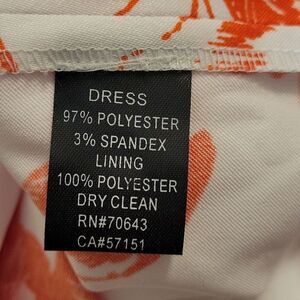 DRESS
97% POLYESTER
3% SPANDEX
LINING
100% POLYESTER
DRY CLEAN
RN#70643
CA#57151